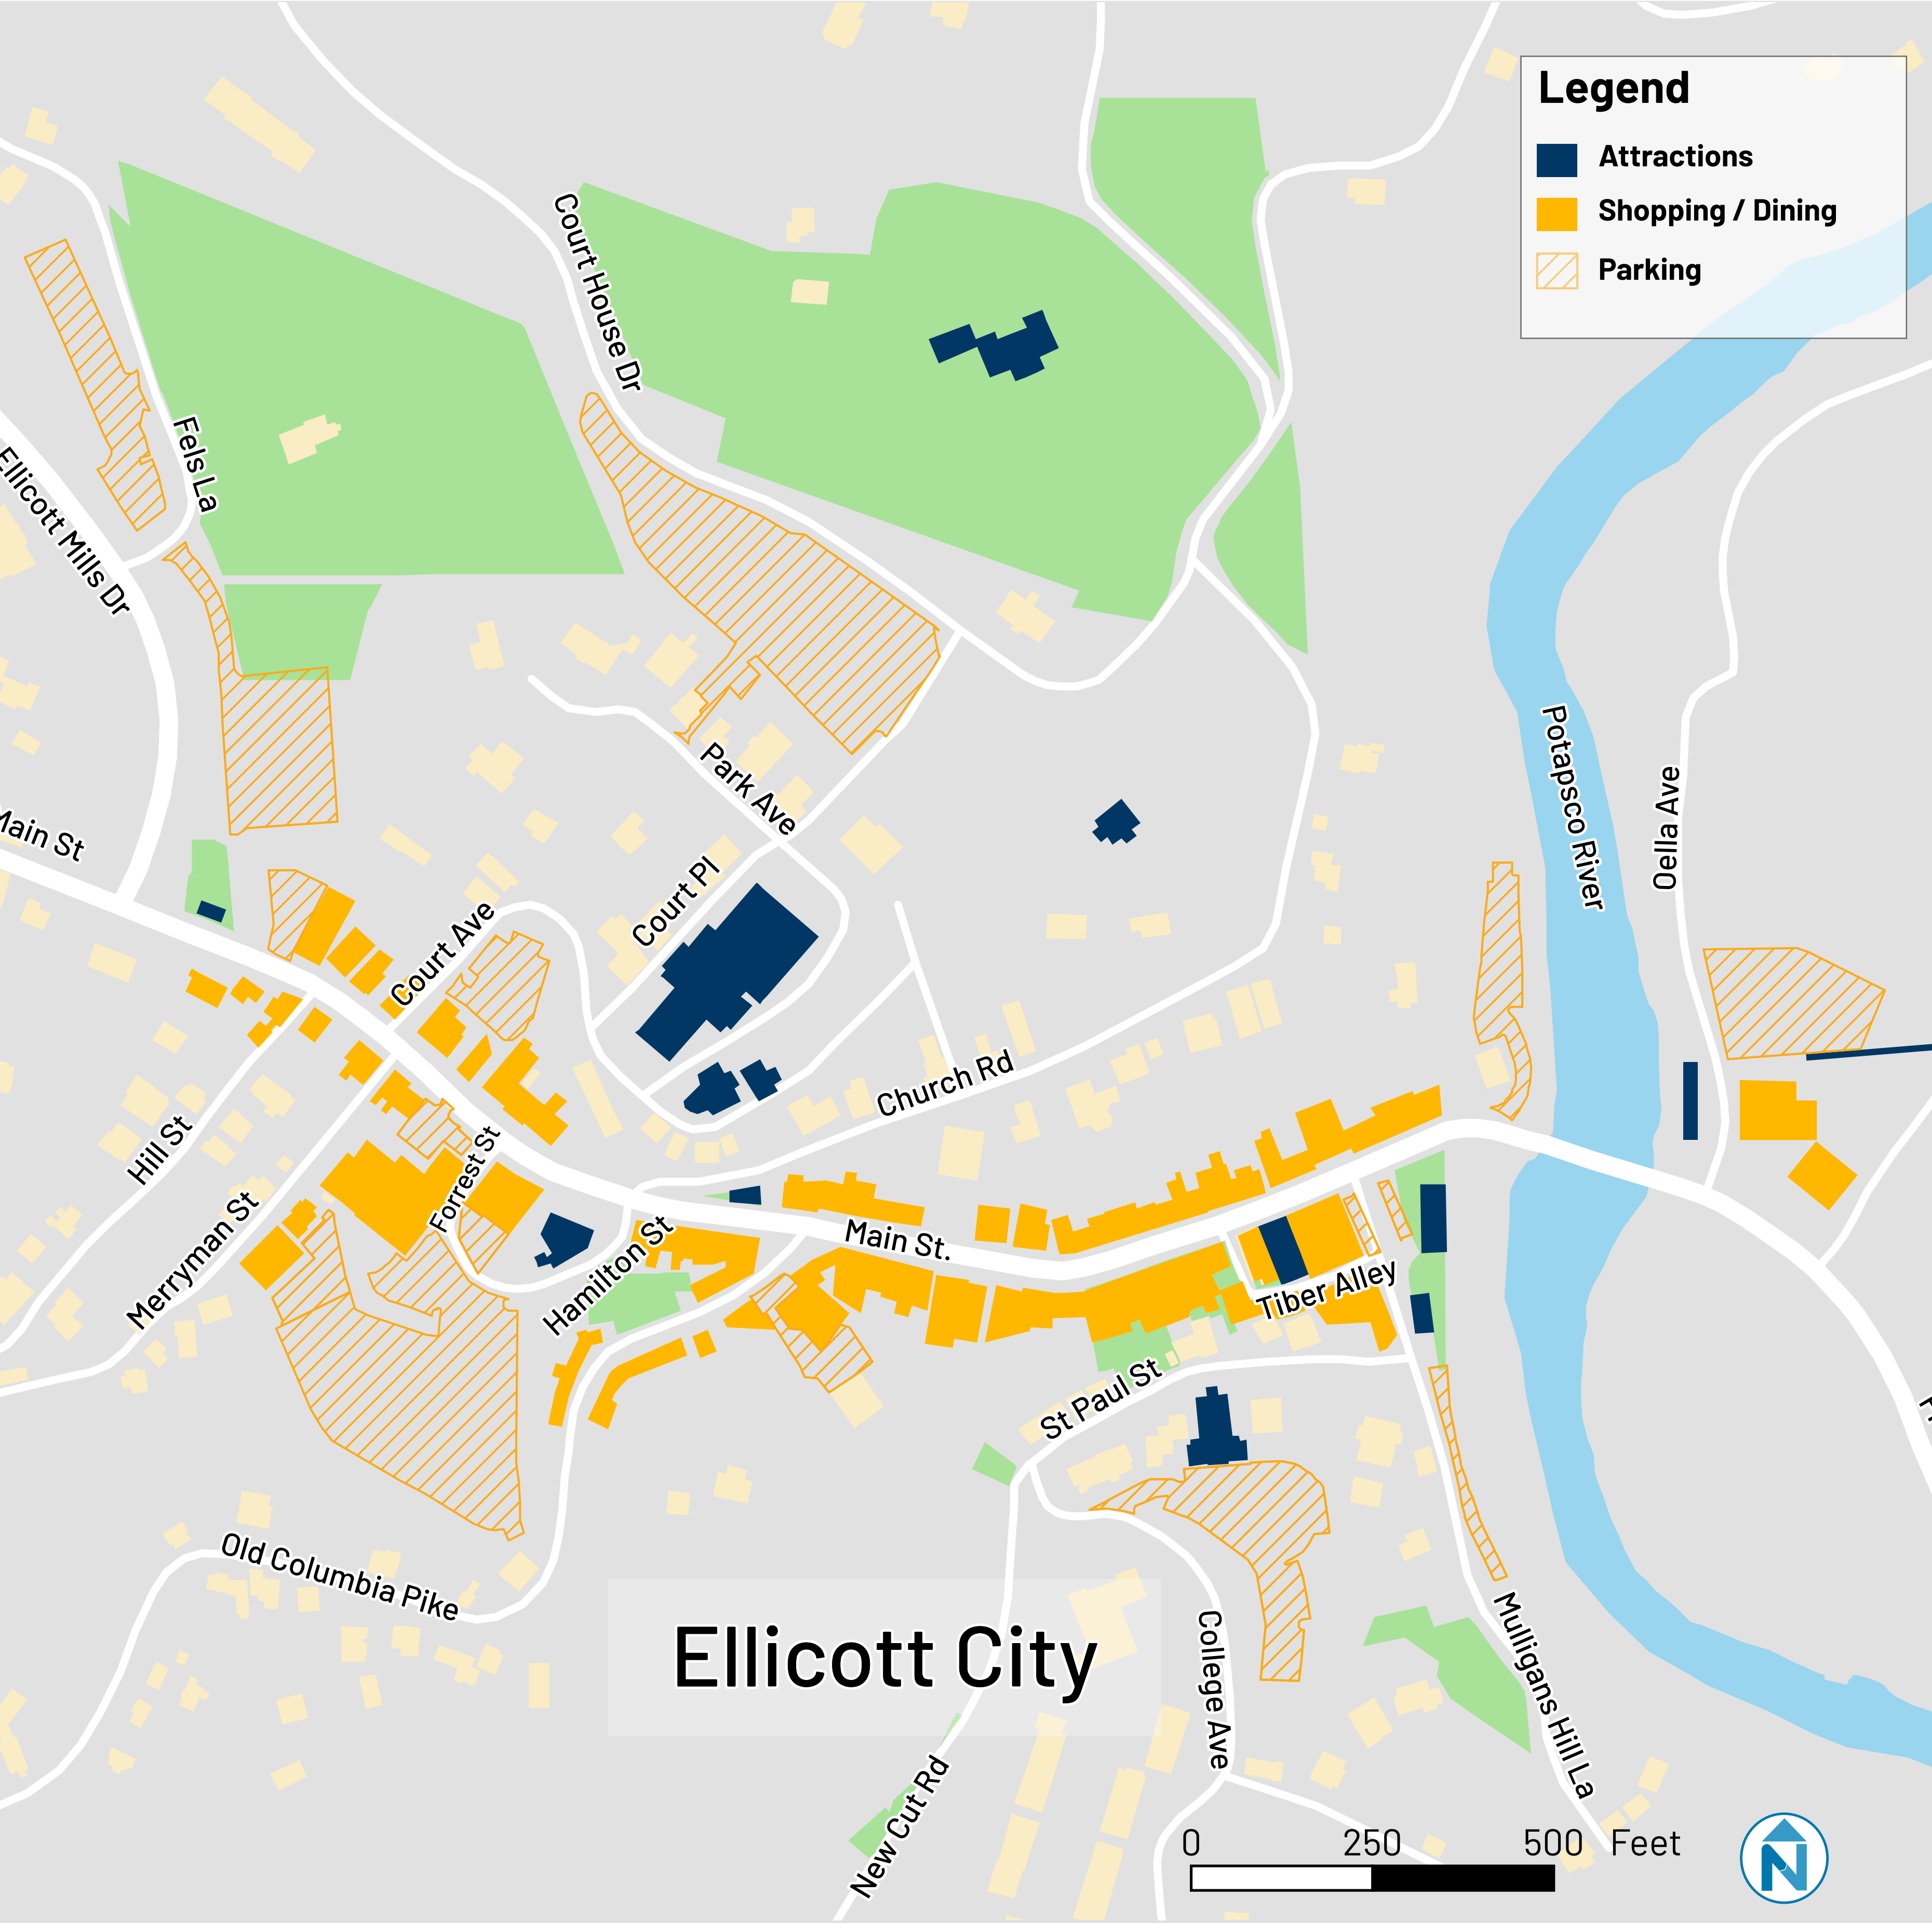 Legend
Attractions
Shopping / Dining
Parking
Court House Dr
Fels La
Ellicott Mills Dr
Potapsco River
Oella Ave
Park Ave
Main St
Court Pl
Court Ave
Church Rd
Hill St
Forrest St
Merryman St
Hamilton St
Main St.
Tiber Alley
St Paul St
Old Columbia Pike
Ellicott City
College Ave
Mulligans Hill La
New Cut Rd
0 250 500 Feet
N